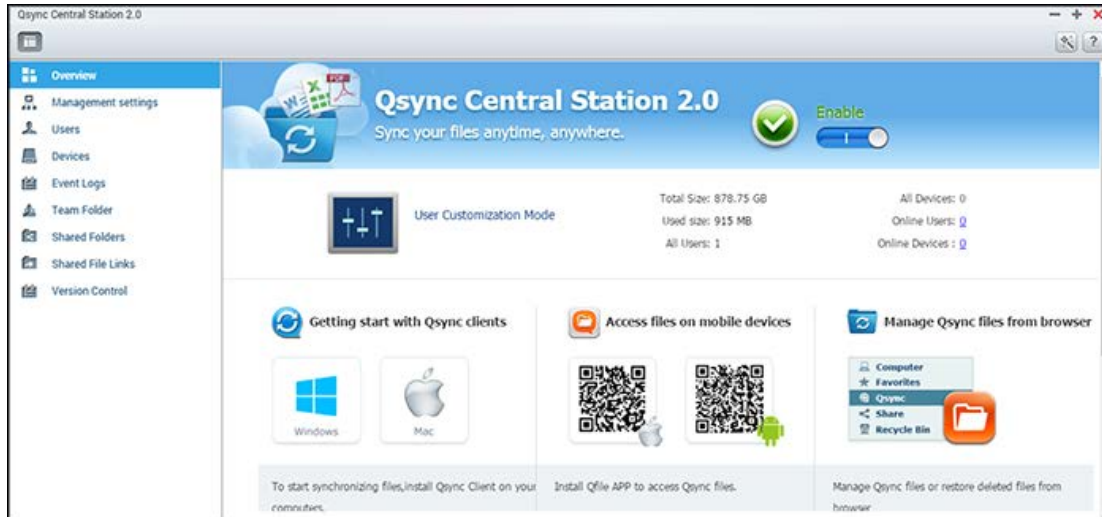 Qsync Central Station 2.0
Overview
Management settings
Users
Devices
Event Logs
Team Folder
Shared Folders
Shared File Links
Version Control
PDF
W
X
Qsync Central Station 2.0
Sync your files anytime, anywhere.
Enable
User Customization Mode
Total Size: 878.75 GB
Used size: 915 MB
All Users: 1
All Devices: 0
Online Users: 0
Online Devices : 0
Getting start with Qsync clients
Windows
Mac
To start synchronizing files,install Qsync Client on your
computers.
Access files on mobile devices
Install Qfile APP to access Qsync files.
Manage Qsync files from browser
Computer
Favorites
Qsync
Share
Recycle Bin
Manage Qsync files or restore deleted files from
browser